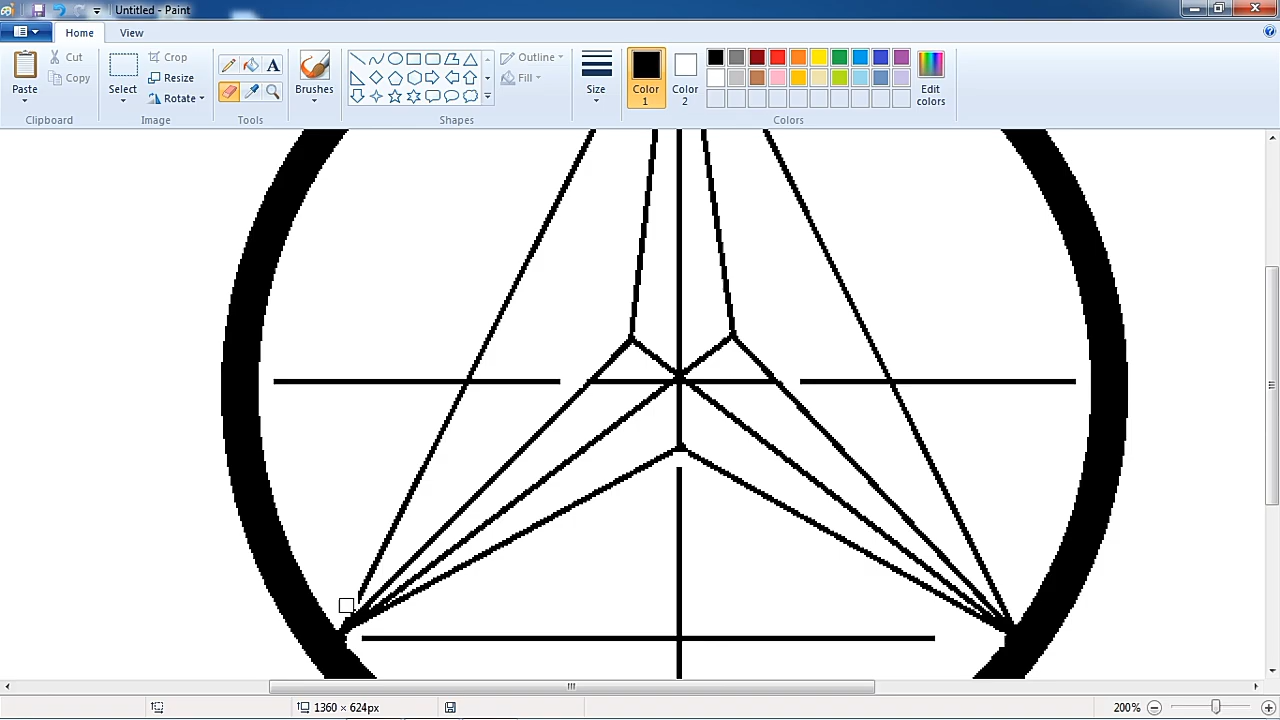 Untitled - Paint
Home
View
Paste
Cut
Copy
Clipboard
Select
Crop
Resize
Rotate
Image
A
Tools
Brushes
Outline
Fill
Shapes
Size
Color
1
Color
2
Edit
colors
Colors
1360 × 624px
200%